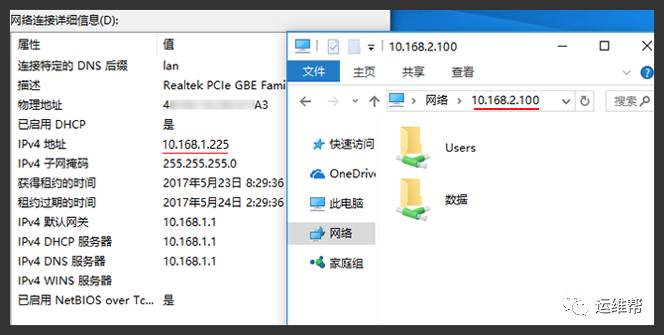 网络连接详细信息(D):
属性 值
连接特定的 DNS 后缀 lan
描述 Realtek PCIe GBE Fami
物理地址 4 A3
已启用 DHCP 是
IPv4 地址 10.168.1.225
IPv4 子网掩码 255.255.255.0
获得租约的时间 2017年5月23日 8:29:36
租约过期的时间 2017年5月24日 2:29:36
IPv4 默认网关 10.168.1.1
IPv4 DHCP 服务器 10.168.1.1
IPv4 DNS 服务器 10.168.1.1
IPv4 WINS 服务器
已启用 NetBIOS over Tc... 是
10.168.2.100
文件 主页 共享 查看
网络 10.168.2.100 搜索
快速访问
OneDrive
此电脑
网络
家庭组
Users
数据
运维帮